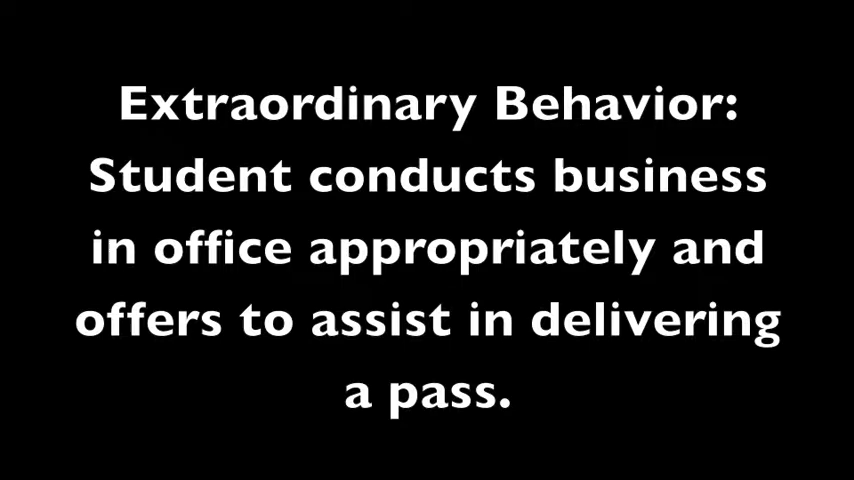 Extraordinary Behavior:
Student conducts business
in office appropriately and
offers to assist in delivering
a pass.